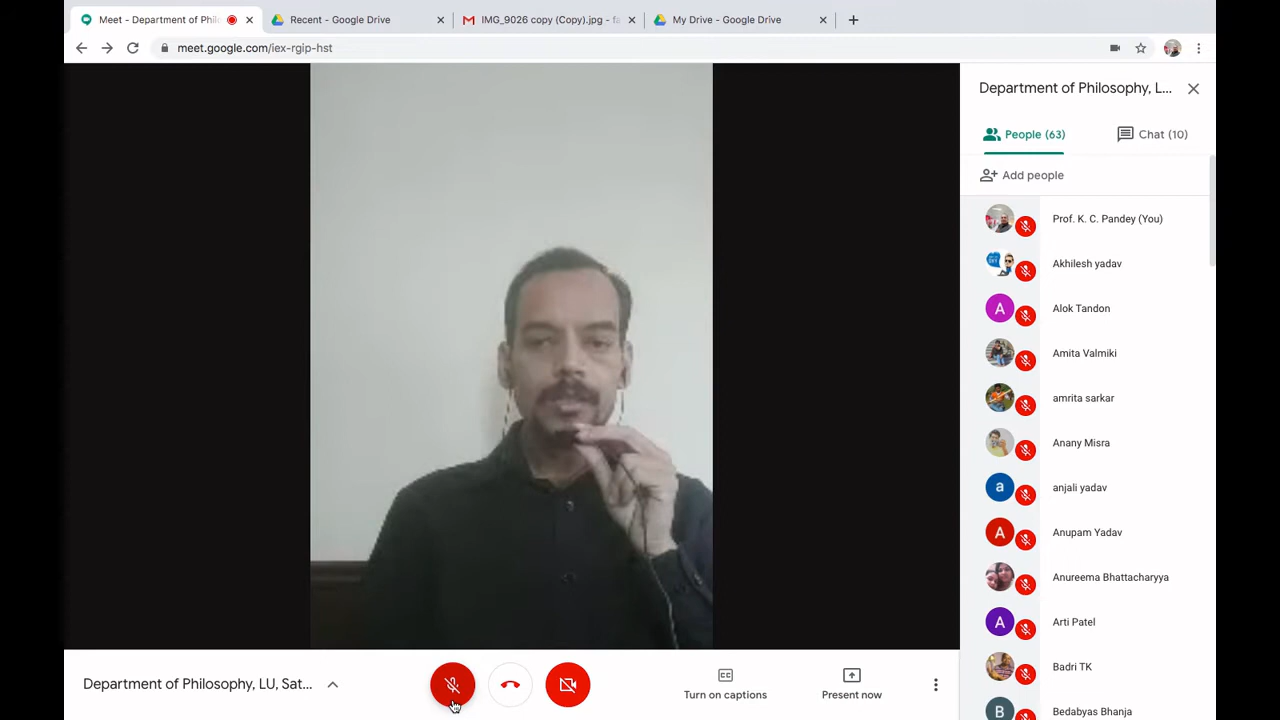 Meet - Department of Phil
Recent - Google Drive
IMG_9026 copy (Copy).jpg - fa
My Drive - Google Drive
meet.google.com/iex-rgip-hst
Department of Philosophy, L...
People (63)
Chat (10)
Add people
Prof. K. C. Pandey (You)
Akhilesh yadav
A
Alok Tandon
Amita Valmiki
amrita sarkar
Anany Misra
a
anjali yadav
A
Anupam Yadav
Anureema Bhattacharyya
A
Arti Patel
Badri TK
B
Bedabyas Bhanja
Department of Philosophy, LU, Sat...
CC
Turn on captions
Present now